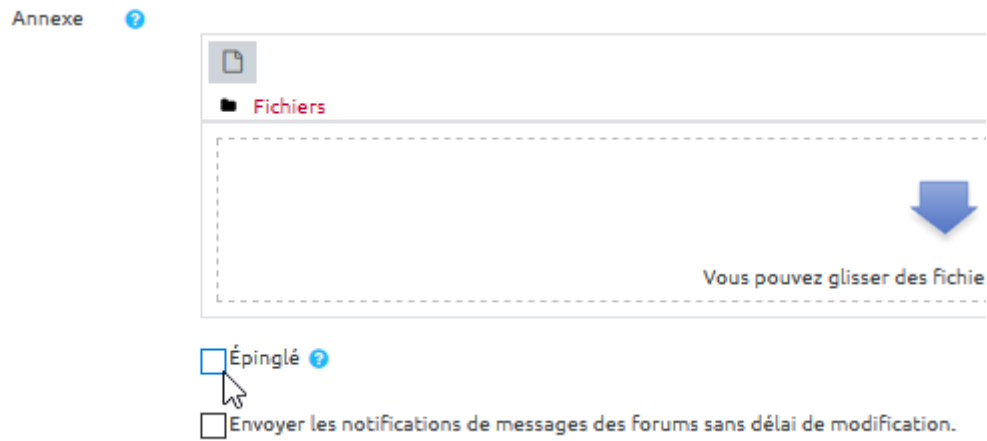 Annexe
Fichiers
Vous pouvez glisser des fichie
Épinglé
Envoyer les notifications de messages des forums sans délai de modification.